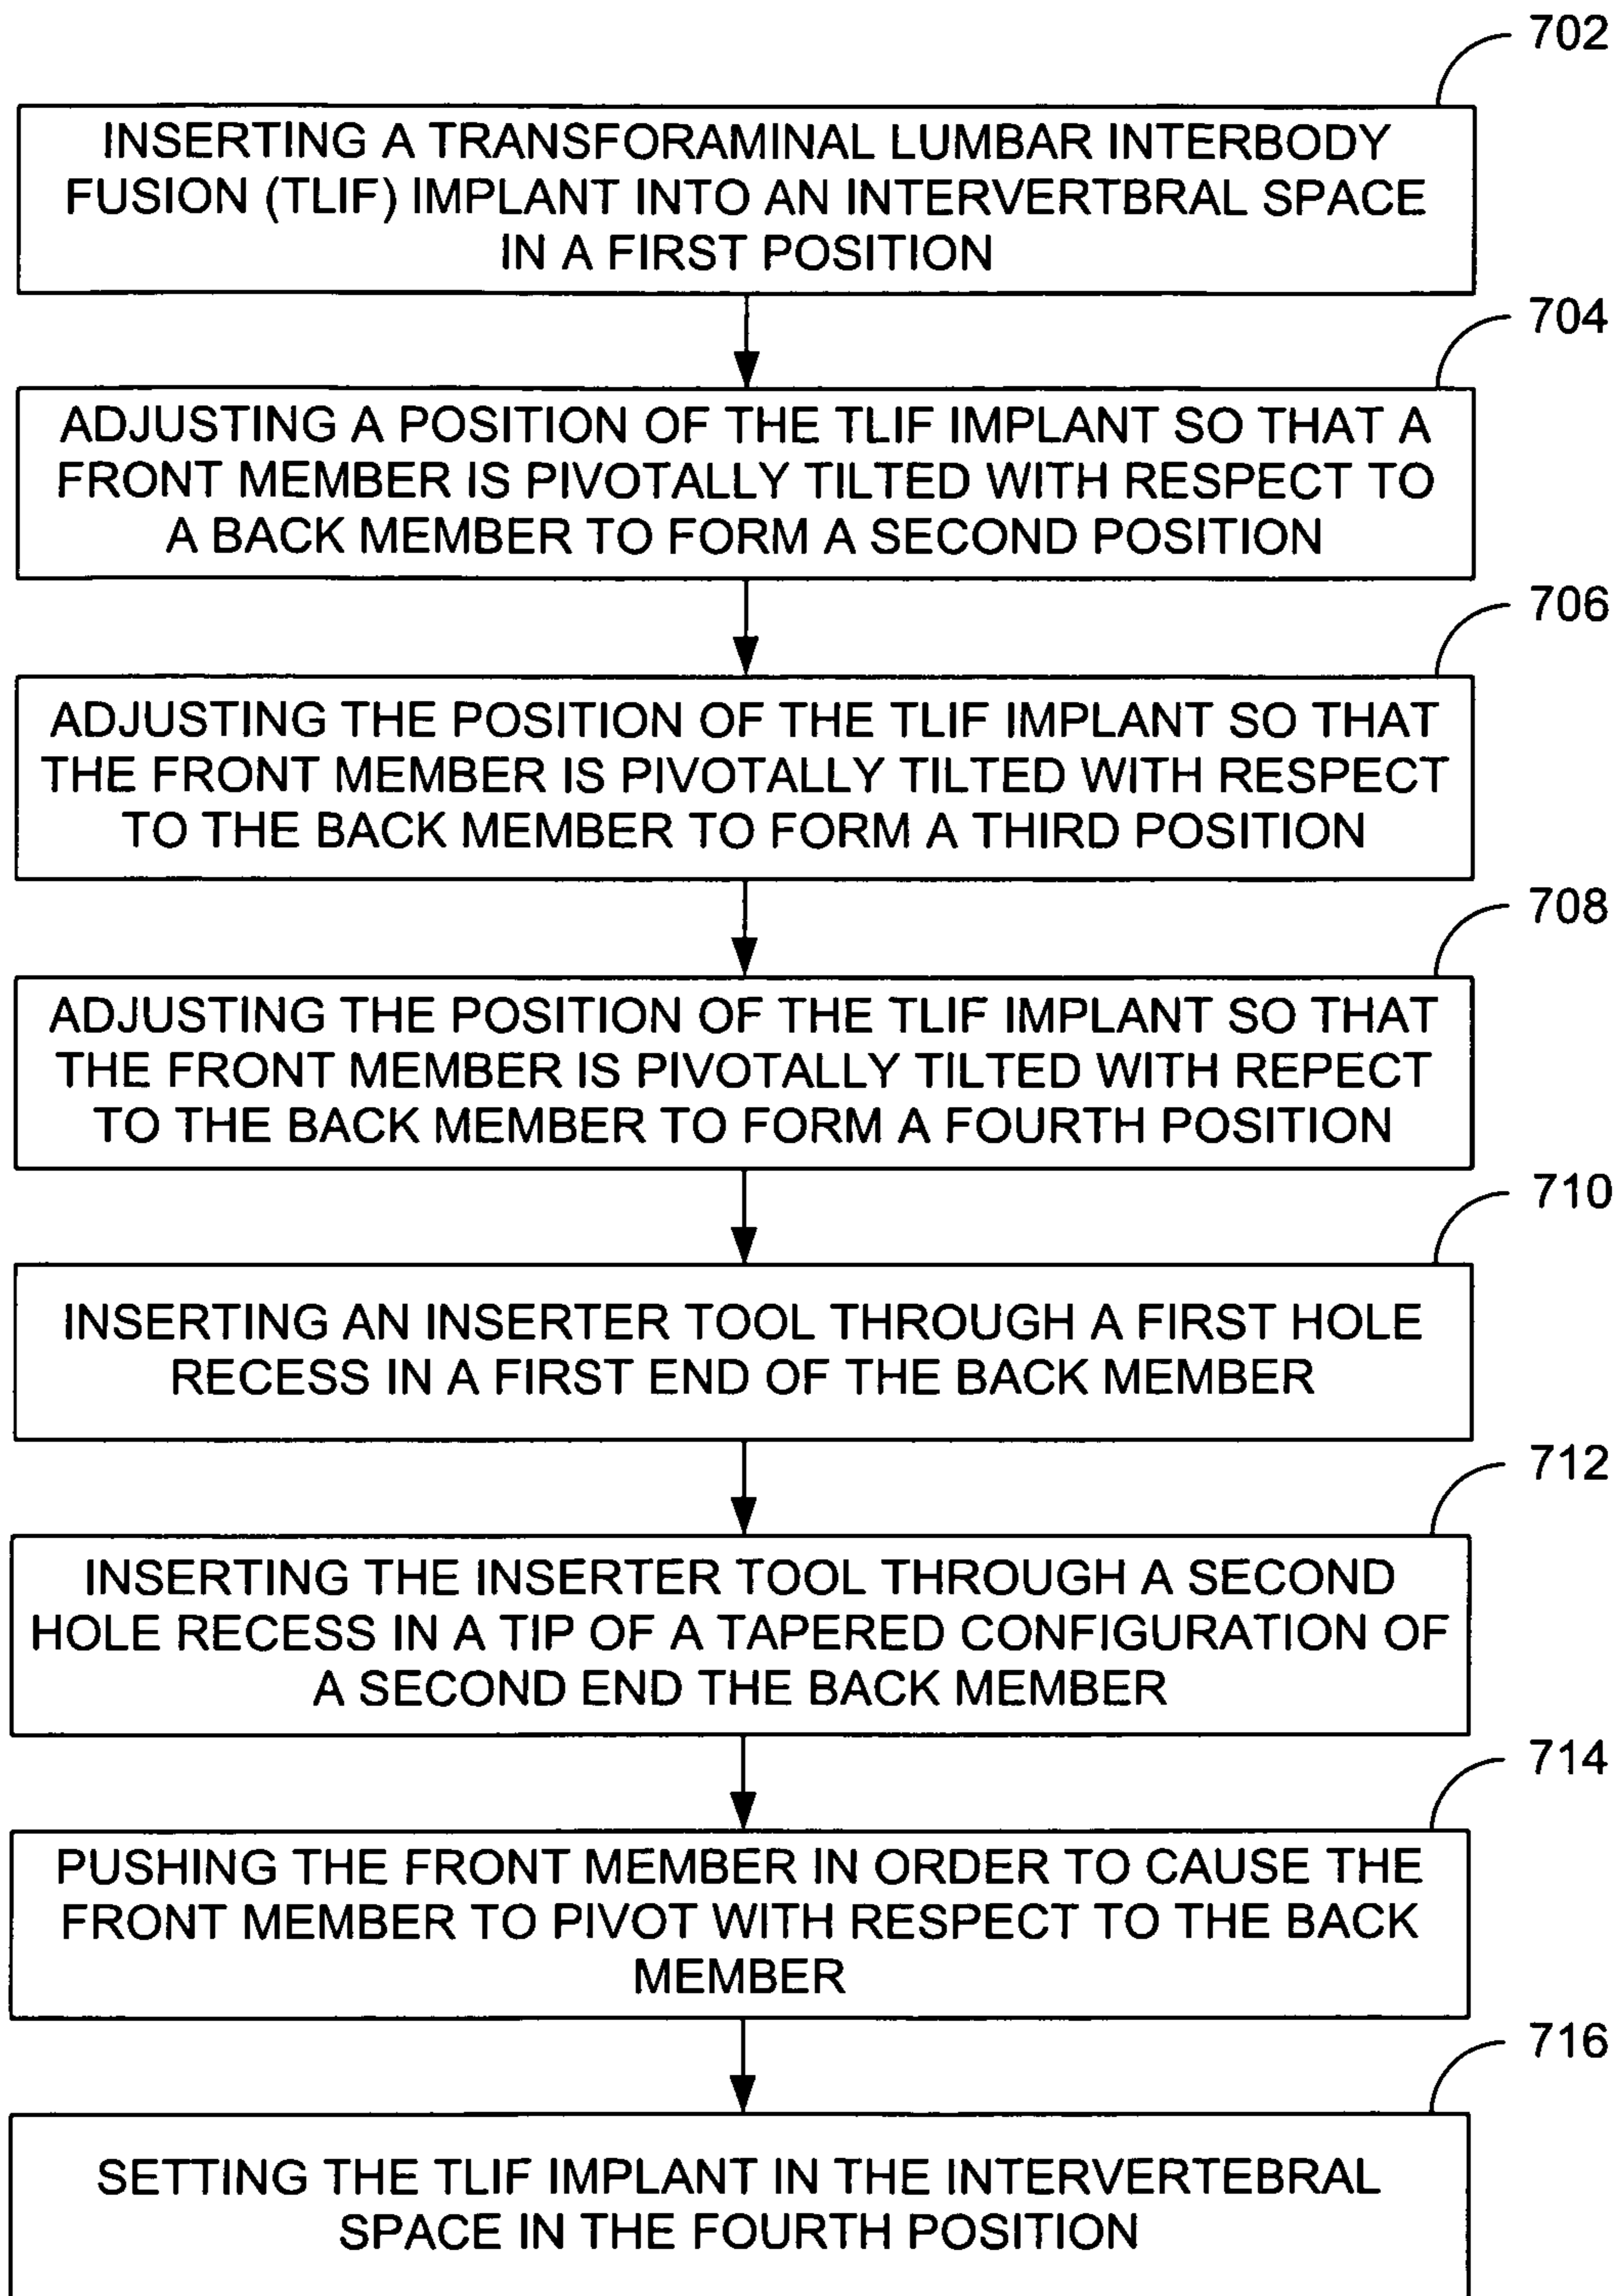 702
INSERTING A TRANSFORAMINAL LUMBAR INTERBODY
FUSION (TLIF) IMPLANT INTO AN INTERVERTBRAL SPACE
IN A FIRST POSITION
704
ADJUSTING A POSITION OF THE TLIF IMPLANT SO THAT A
FRONT MEMBER IS PIVOTALLY TILTED WITH RESPECT TO
A BACK MEMBER TO FORM A SECOND POSITION
706
ADJUSTING THE POSITION OF THE TLIF IMPLANT SO THAT
THE FRONT MEMBER IS PIVOTALLY TILTED WITH RESPECT
TO THE BACK MEMBER TO FORM A THIRD POSITION
708
ADJUSTING THE POSITION OF THE TLIF IMPLANT SO THAT
THE FRONT MEMBER IS PIVOTALLY TILTED WITH REPECT
TO THE BACK MEMBER TO FORM A FOURTH POSITION
710
INSERTING AN INSERTER TOOL THROUGH A FIRST HOLE
RECESS IN A FIRST END OF THE BACK MEMBER
712
INSERTING THE INSERTER TOOL THROUGH A SECOND
HOLE RECESS IN A TIP OF A TAPERED CONFIGURATION OF
A SECOND END THE BACK MEMBER
714
PUSHING THE FRONT MEMBER IN ORDER TO CAUSE THE
FRONT MEMBER TO PIVOT WITH RESPECT TO THE BACK
MEMBER
716
SETTING THE TLIF IMPLANT IN THE INTERVERTEBRAL
SPACE IN THE FOURTH POSITION